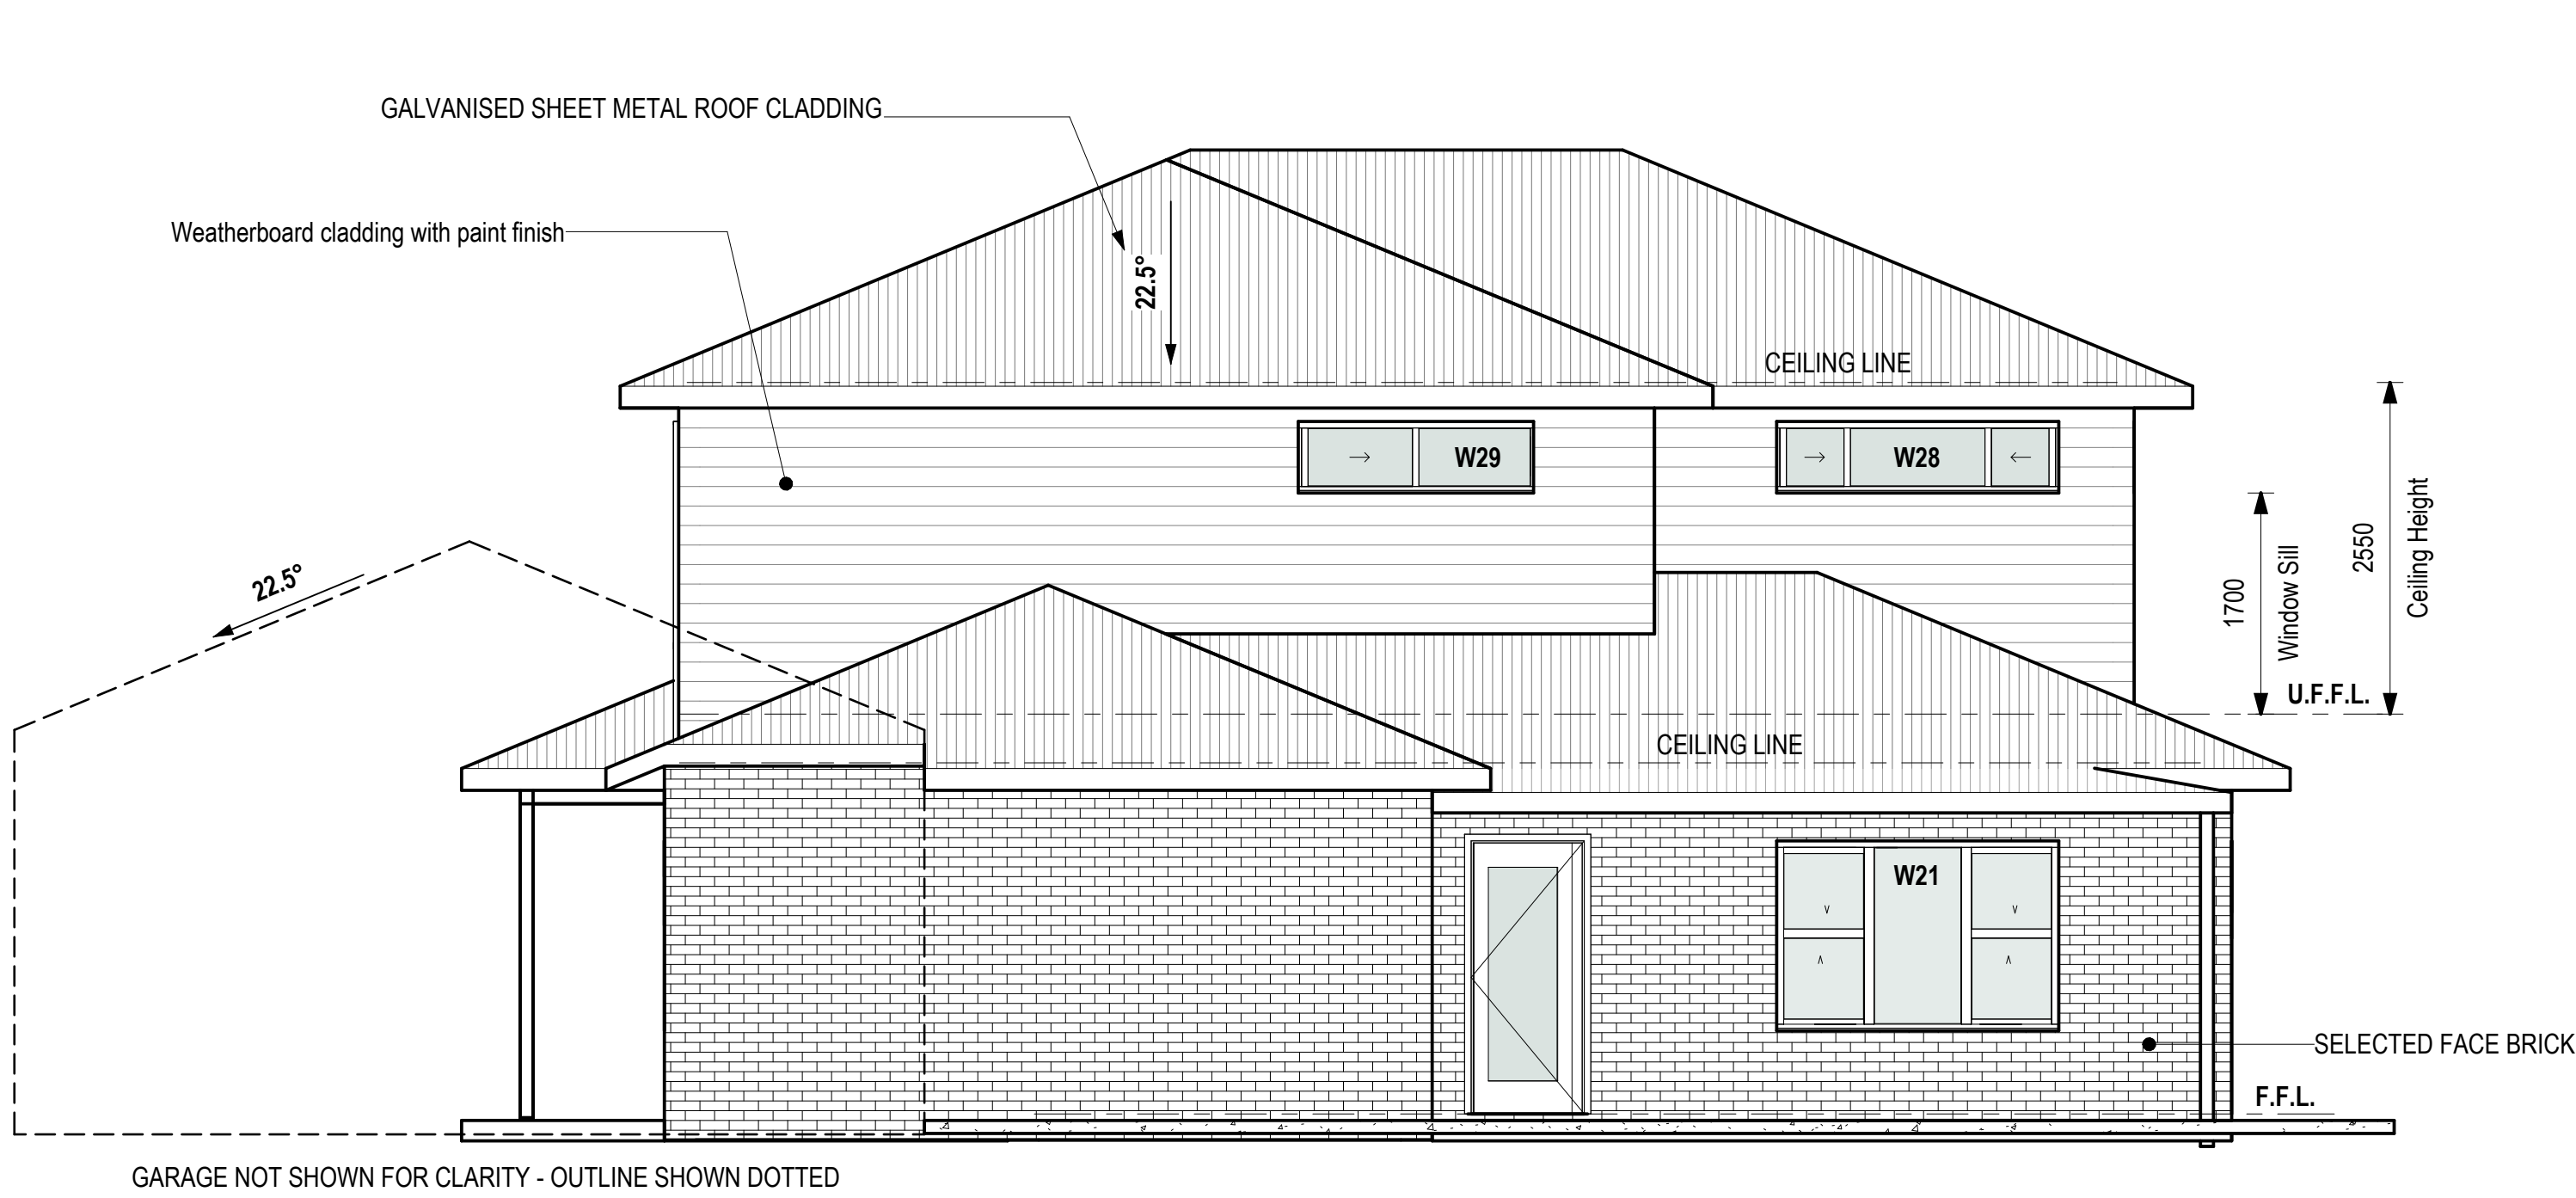 GALVANISED SHEET METAL ROOF CLADDING
Weatherboard cladding with paint finish
22.5°
CEILING LINE
W29
W28
22.5°
1700
Window Sill
2550
Ceiling Height
U.F.F.L.
CEILING LINE
W21
SELECTED FACE BRICK
F.F.L.
GARAGE NOT SHOWN FOR CLARITY - OUTLINE SHOWN DOTTED